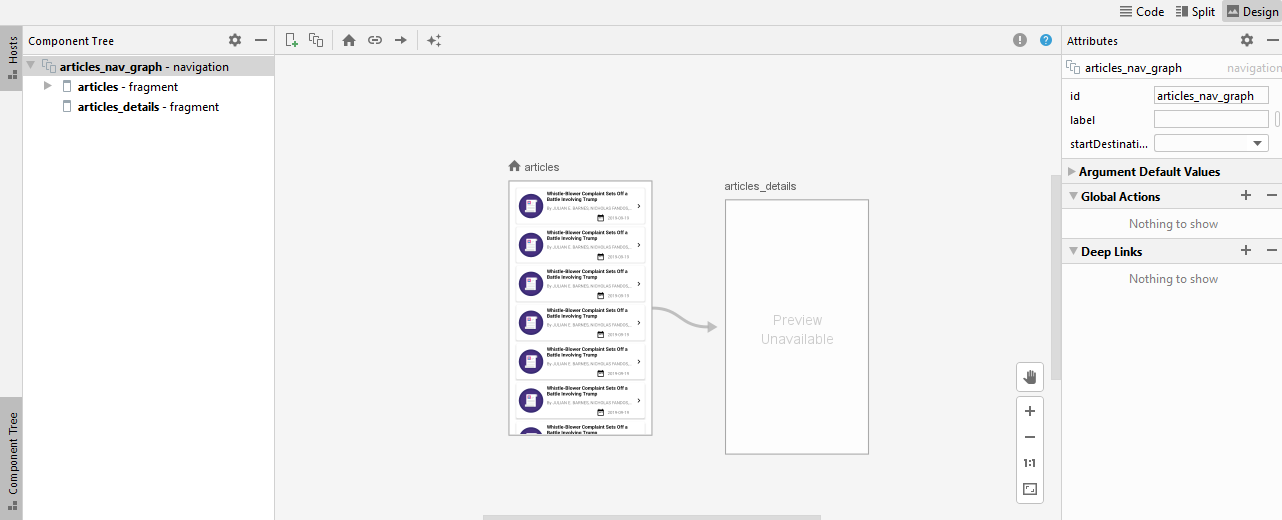 Code Split Design
Hosts
Component Tree
Component Tree
articles_nav_graph - navigation
articles - fragment
articles_details - fragment
articles
Whistle-Blower Complaint Sets Off a
Battle Involving Trump
By JULIAN E. BARNES, NICHOLAS FANDOS,...
2019-09-19
Whistle-Blower Complaint Sets Off a
Battle Involving Trump
By JULIAN E. BARNES, NICHOLAS FANDOS,...
2019-09-19
Whistle-Blower Complaint Sets Off a
Battle Involving Trump
By JULIAN E. BARNES, NICHOLAS FANDOS,...
2019-09-19
Whistle-Blower Complaint Sets Off a
Battle Involving Trump
By JULIAN E. BARNES, NICHOLAS FANDOS,...
2019-09-19
Whistle-Blower Complaint Sets Off a
Battle Involving Trump
By JULIAN E. BARNES, NICHOLAS FANDOS,...
2019-09-19
Whistle-Blower Complaint Sets Off a
Battle Involving Trump
By JULIAN E. BARNES, NICHOLAS FANDOS,...
2019-09-19
Whistle-Blower Complaint Sets Off a
Battle Involving Trump
articles_details
Preview
Unavailable
1:1
Attributes
articles_nav_graph navigation
id articles_nav_graph
label
startDestinati...
Argument Default Values
Global Actions
Nothing to show
Deep Links
Nothing to show